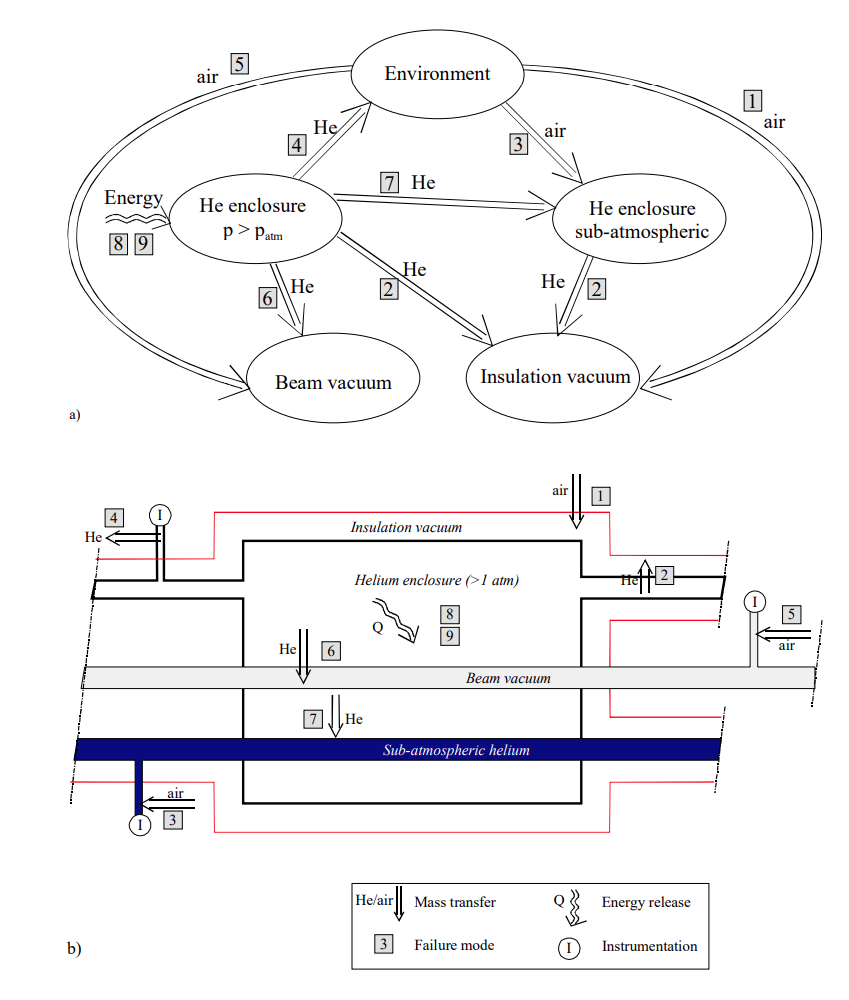 Environment
air
5
1
air
He
4
air
3
7
He
Energy
8
9
He enclosure
p > patm
He enclosure
sub-atmospheric
He
6
He
2
He
2
Beam vacuum
Insulation vacuum
a)
air
1
4
I
He
Insulation vacuum
Helium enclosure (>1 atm)
He
2
Q
8
9
I
5
air
He
6
Beam vacuum
7
He
Sub-atmospheric helium
air
3
I
He/air
Mass transfer
Q
Energy release
3
Failure mode
I
Instrumentation
b)